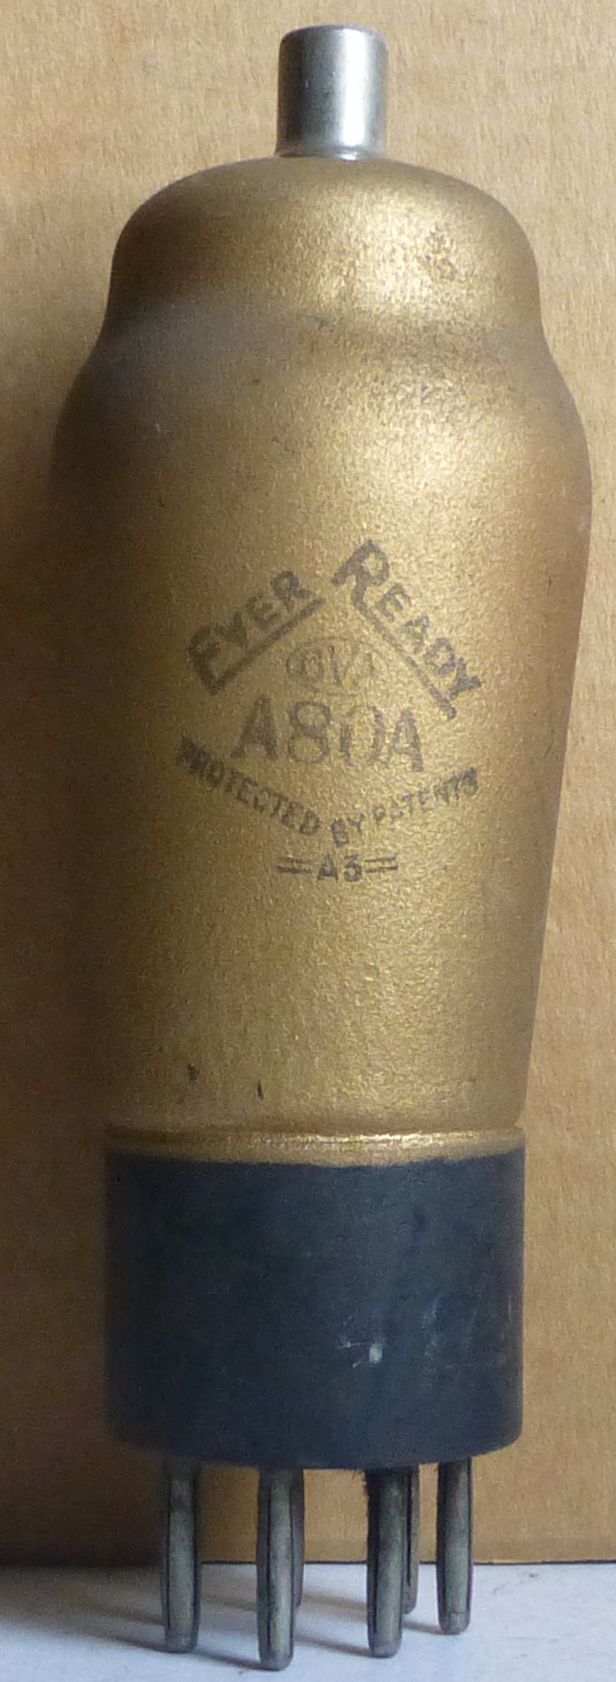 EVER READY
BVA
A80A
PROTECTED BY PATENTS
=A3=